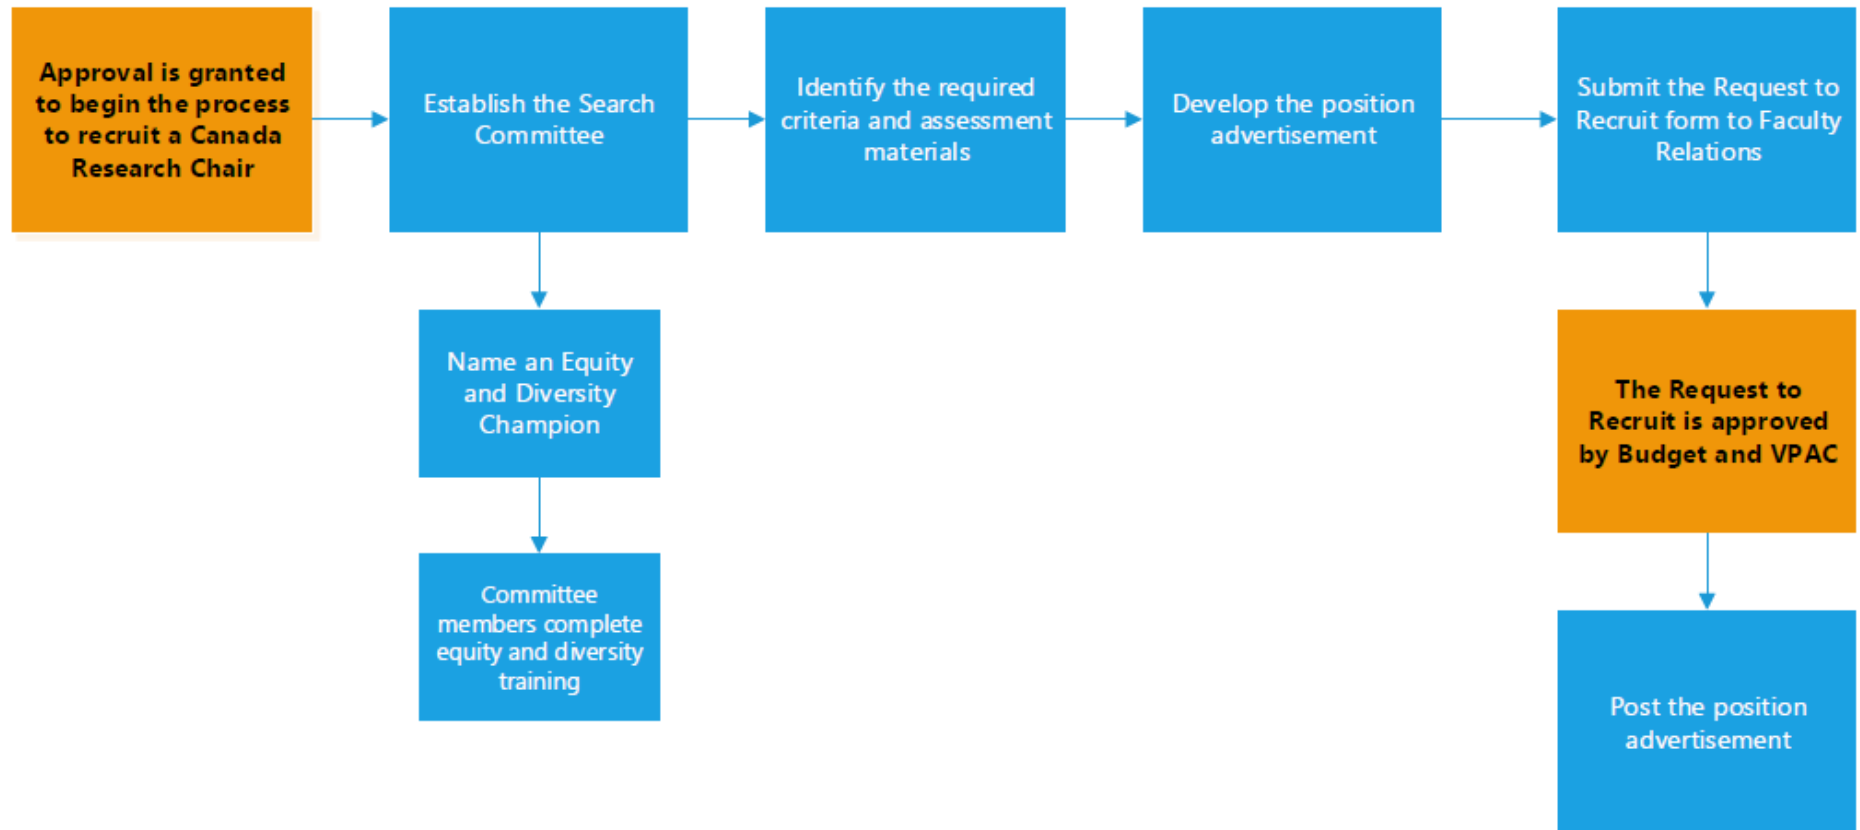 Approval is granted
to begin the process
to recruit a Canada
Research Chair
Establish the Search
Committee
Identify the required
criteria and assessment
materials
Develop the position
advertisement
Submit the Request to
Recruit form to Faculty
Relations
Name an Equity
and Diversity
Champion
Committee
members complete
equity and diversity
training
The Request to
Recruit is approved
by Budget and VPAC
Post the position
advertisement